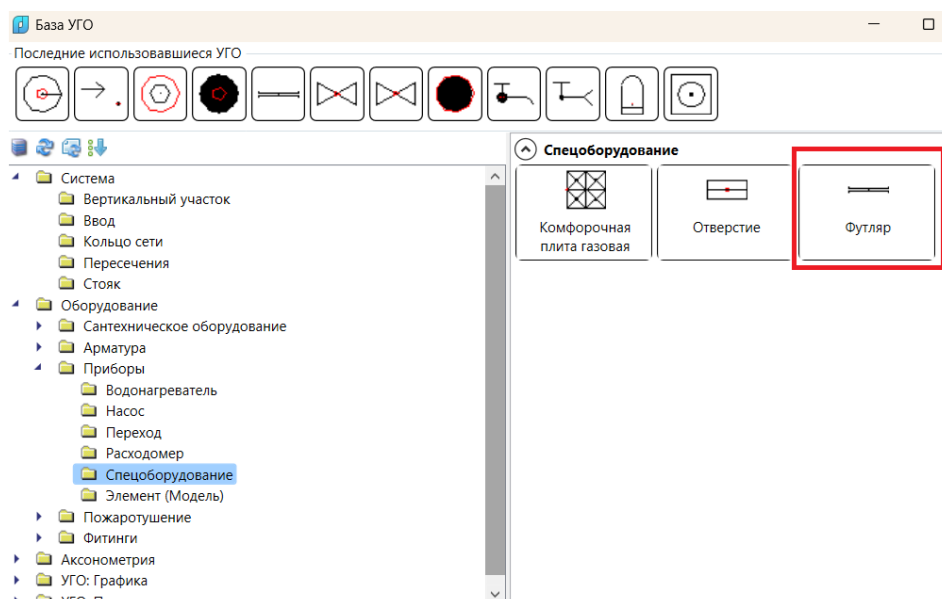 База УГО
Последние использовавшиеся УГО
Спецоборудование
Комфорочная
плита газовая
Отверстие
Футляр
Система
Вертикальный участок
Ввод
Кольцо сети
Пересечения
Стояк
Оборудование
Сантехническое оборудование
Арматура
Приборы
Водонагреватель
Насос
Переход
Расходомер
Спецоборудование
Элемент (Модель)
Пожаротушение
Фитинги
Аксонометрия
УГО: Графика